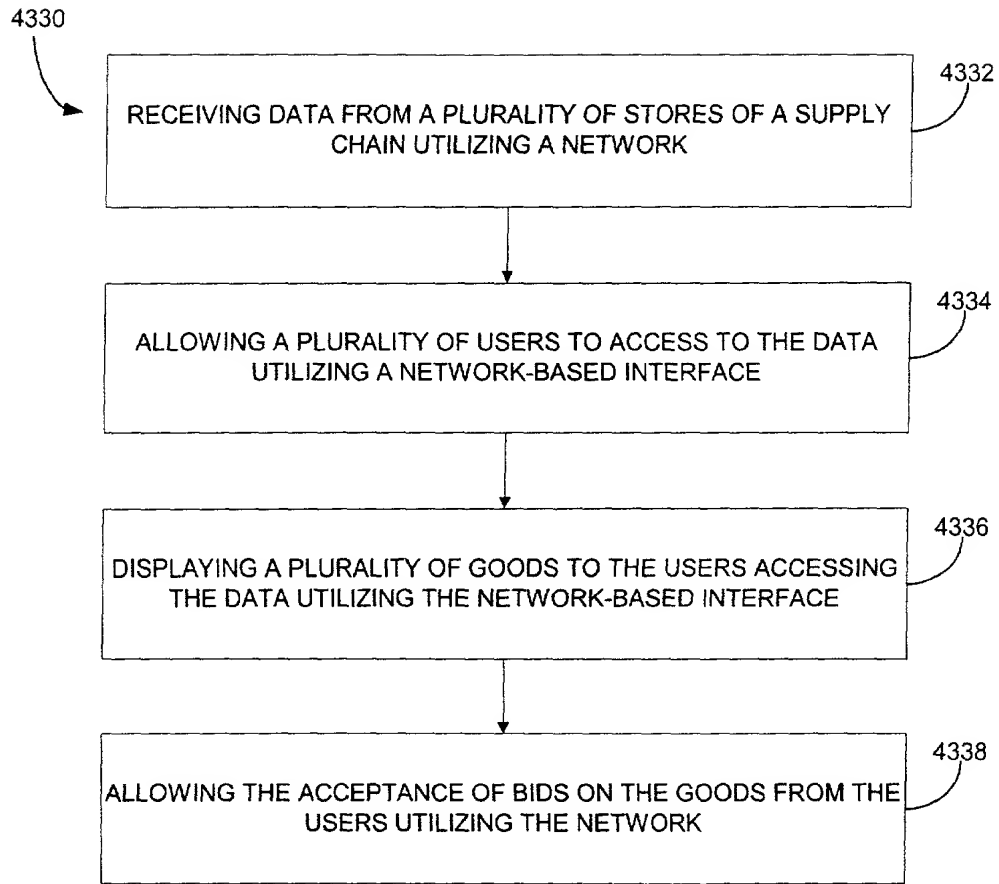 4330
4332
RECEIVING DATA FROM A PLURALITY OF STORES OF A SUPPLY
CHAIN UTILIZING A NETWORK
4334
ALLOWING A PLURALITY OF USERS TO ACCESS TO THE DATA
UTILIZING A NETWORK-BASED INTERFACE
4336
DISPLAYING A PLURALITY OF GOODS TO THE USERS ACCESSING
THE DATA UTILIZING THE NETWORK-BASED INTERFACE
4338
ALLOWING THE ACCEPTANCE OF BIDS ON THE GOODS FROM THE
USERS UTILIZING THE NETWORK